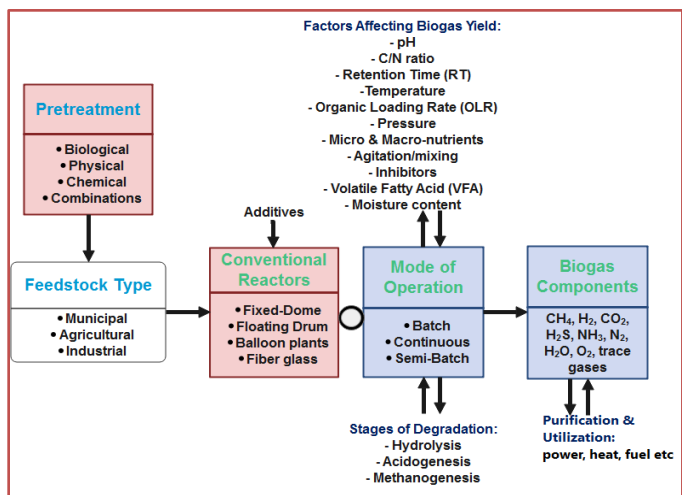 Factors Affecting Biogas Yield:
- pH
- C/N ratio
- Retention Time (RT)
-Temperature
- Organic Loading Rate (OLR)
- Pressure
- Micro & Macro-nutrients
- Agitation/mixing
- Inhibitors
- Volatile Fatty Acid (VFA)
- Moisture content
Pretreatment
• Biological
• Physical
• Chemical
• Combinations
Feedstock Type
• Municipal
• Agricultural
• Industrial
Additives
Conventional
Reactors
• Fixed-Dome
• Floating Drum
• Balloon plants
• Fiber glass
Mode of
Operation
• Batch
• Continuous
• Semi-Batch
Biogas
Components
CH₄, H₂, CO₂,
H₂S, NH₃, N₂,
H₂O, O₂, trace
gases
Stages of Degradation:
- Hydrolysis
-Acidogenesis
- Methanogenesis
Purification &
Utilization:
power, heat, fuel etc